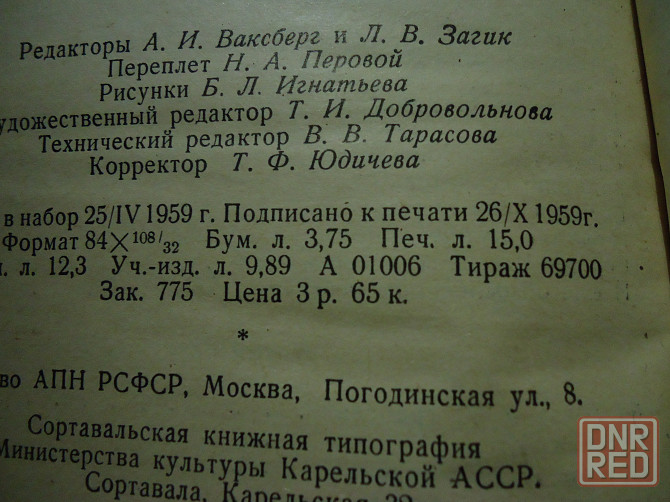 Редакторы А. И. Ваксберг и Л. В. Загик
Переплет Н. А. Перовой
Рисунки Б. Л. Игнатьева
удожественный редактор Т. И. Добровольнова
Технический редактор В. В. Тарасова
Корректор Т. Ф. Юдичева
в набор 25/IV 1959 г. Подписано к печати 26/X 1959г.
Формат 84×108/32 Бум. л. 3,75 Печ. л. 15,0
л. 12,3 Уч.-изд. л. 9,89 А 01006 Тираж 69700
Зак. 775 Цена 3 р. 65 к.
*
во АПН РСФСР, Москва, Погодинская ул., 8.
Сортавальская книжная типография
Министерства культуры Карельской АССР.
Сортавала, Карельская
DNR
RED